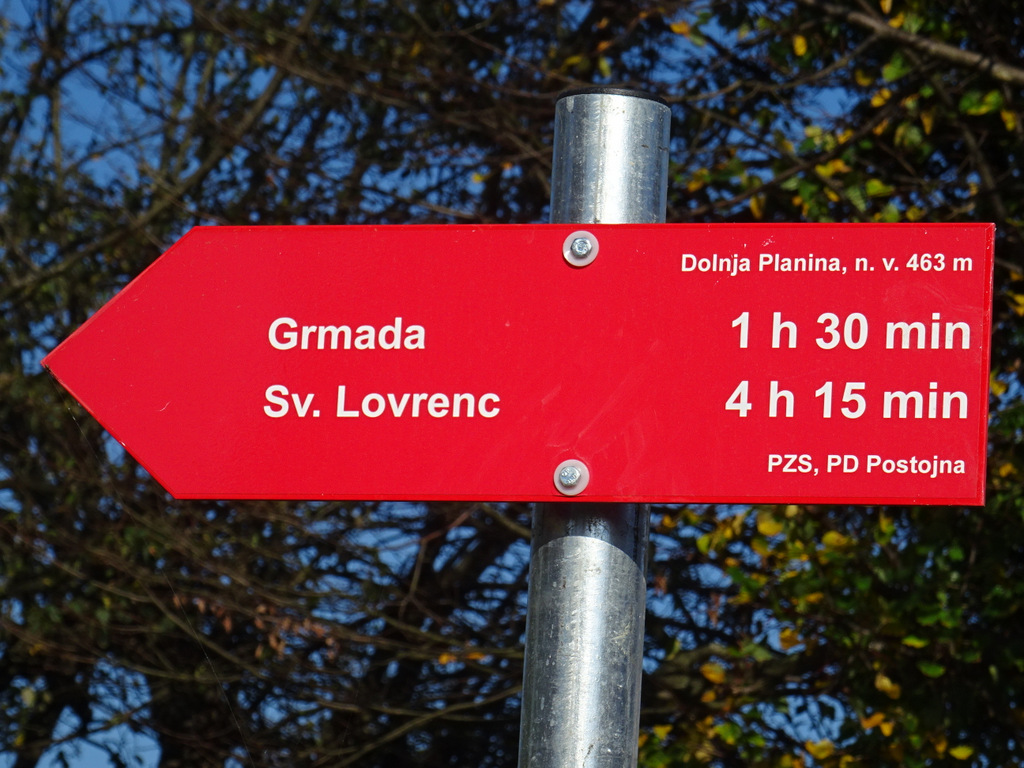 Dolnja Planina, n. v. 463 m
Grmada 1 h 30 min
Sv. Lovrenc 4 h 15 min
PZS, PD Postojna